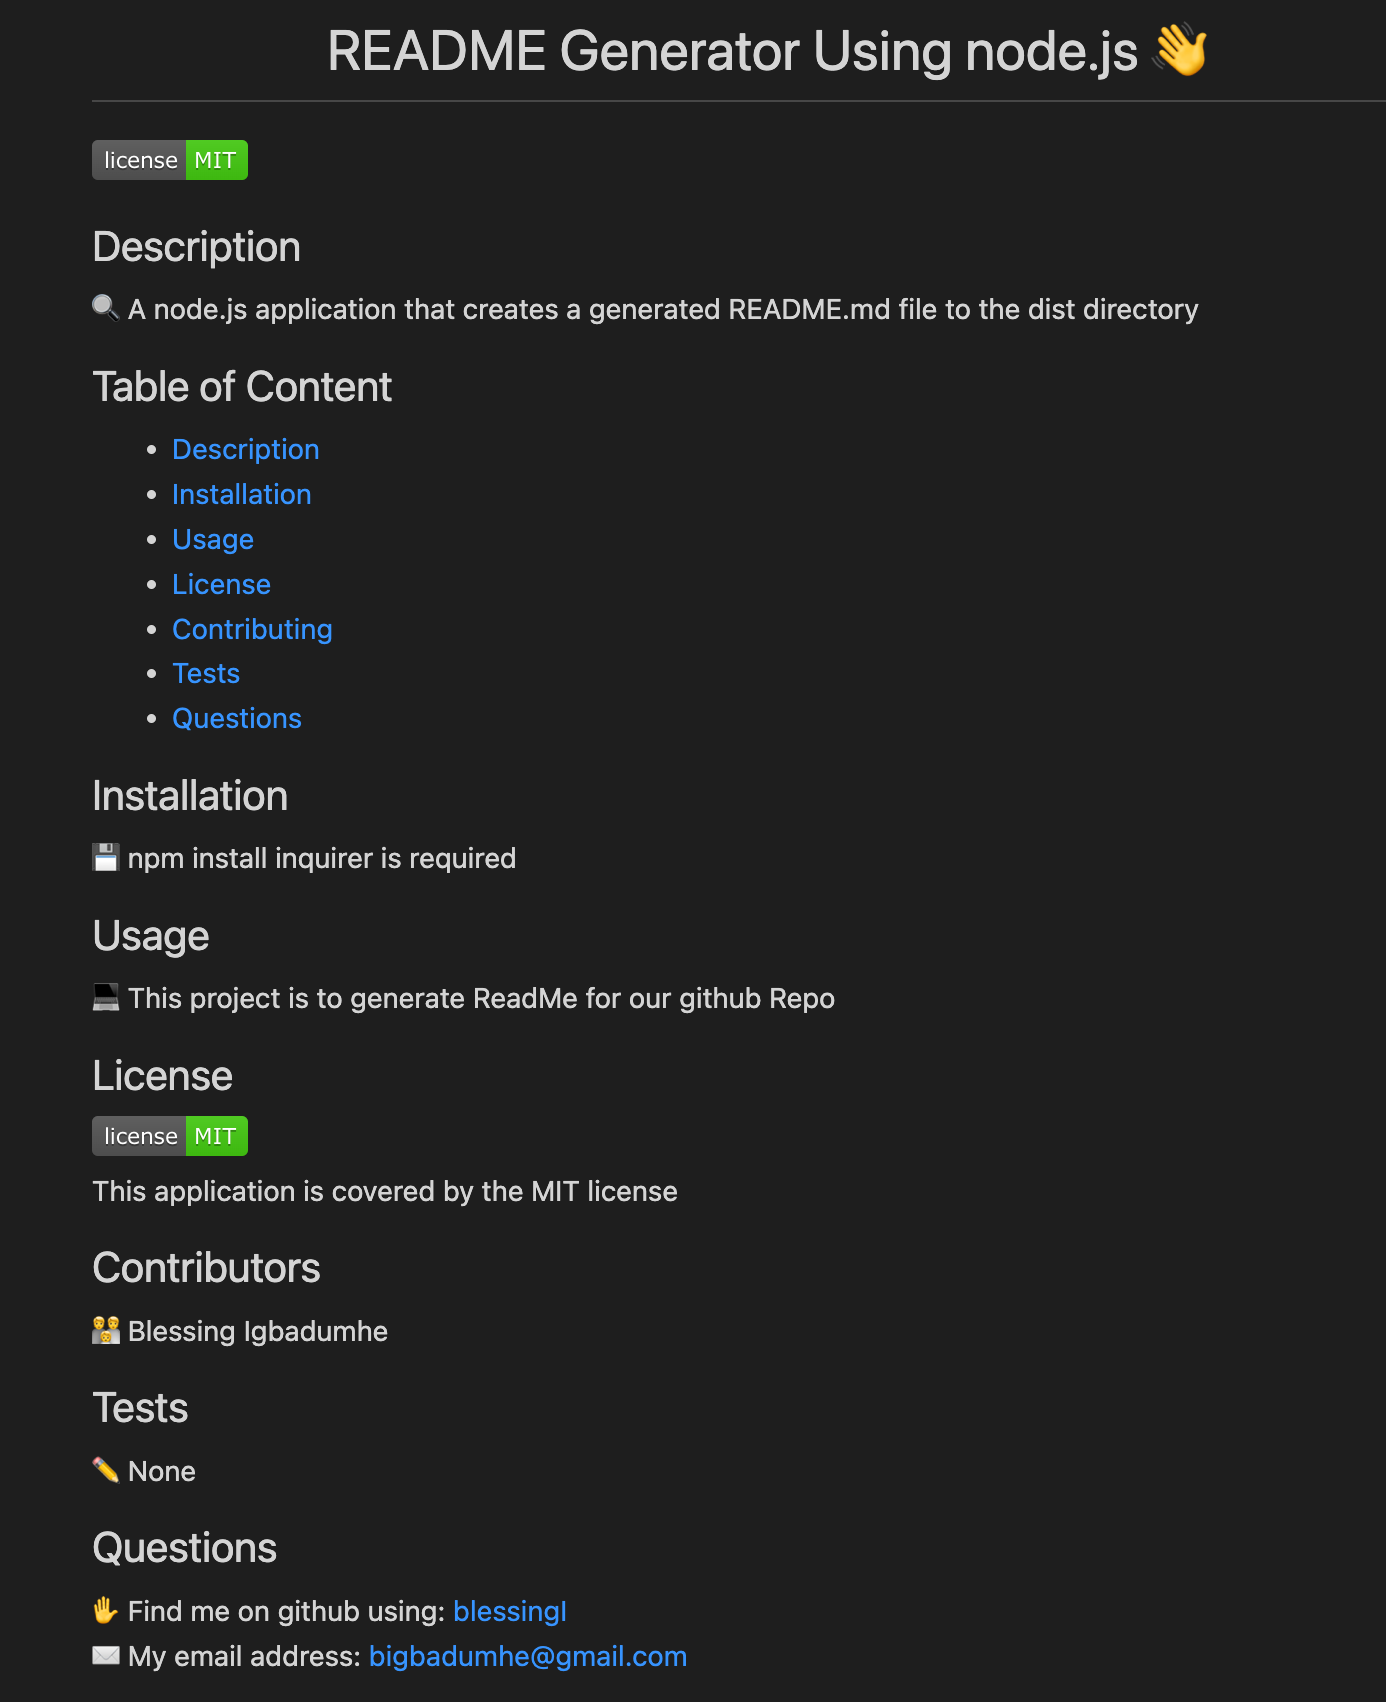 README Generator Using node.js 👋
license MIT
Description
🔍 A node.js application that creates a generated README.md file to the dist directory
Table of Content
• Description
• Installation
• Usage
• License
• Contributing
• Tests
• Questions
Installation
💾 npm install inquirer is required
Usage
💻 This project is to generate ReadMe for our github Repo
License
license MIT
This application is covered by the MIT license
Contributors
👪 Blessing Igbadumhe
Tests
✏️ None
Questions
✋ Find me on github using: blessingI
✉️ My email address: bigbadumhe@gmail.com